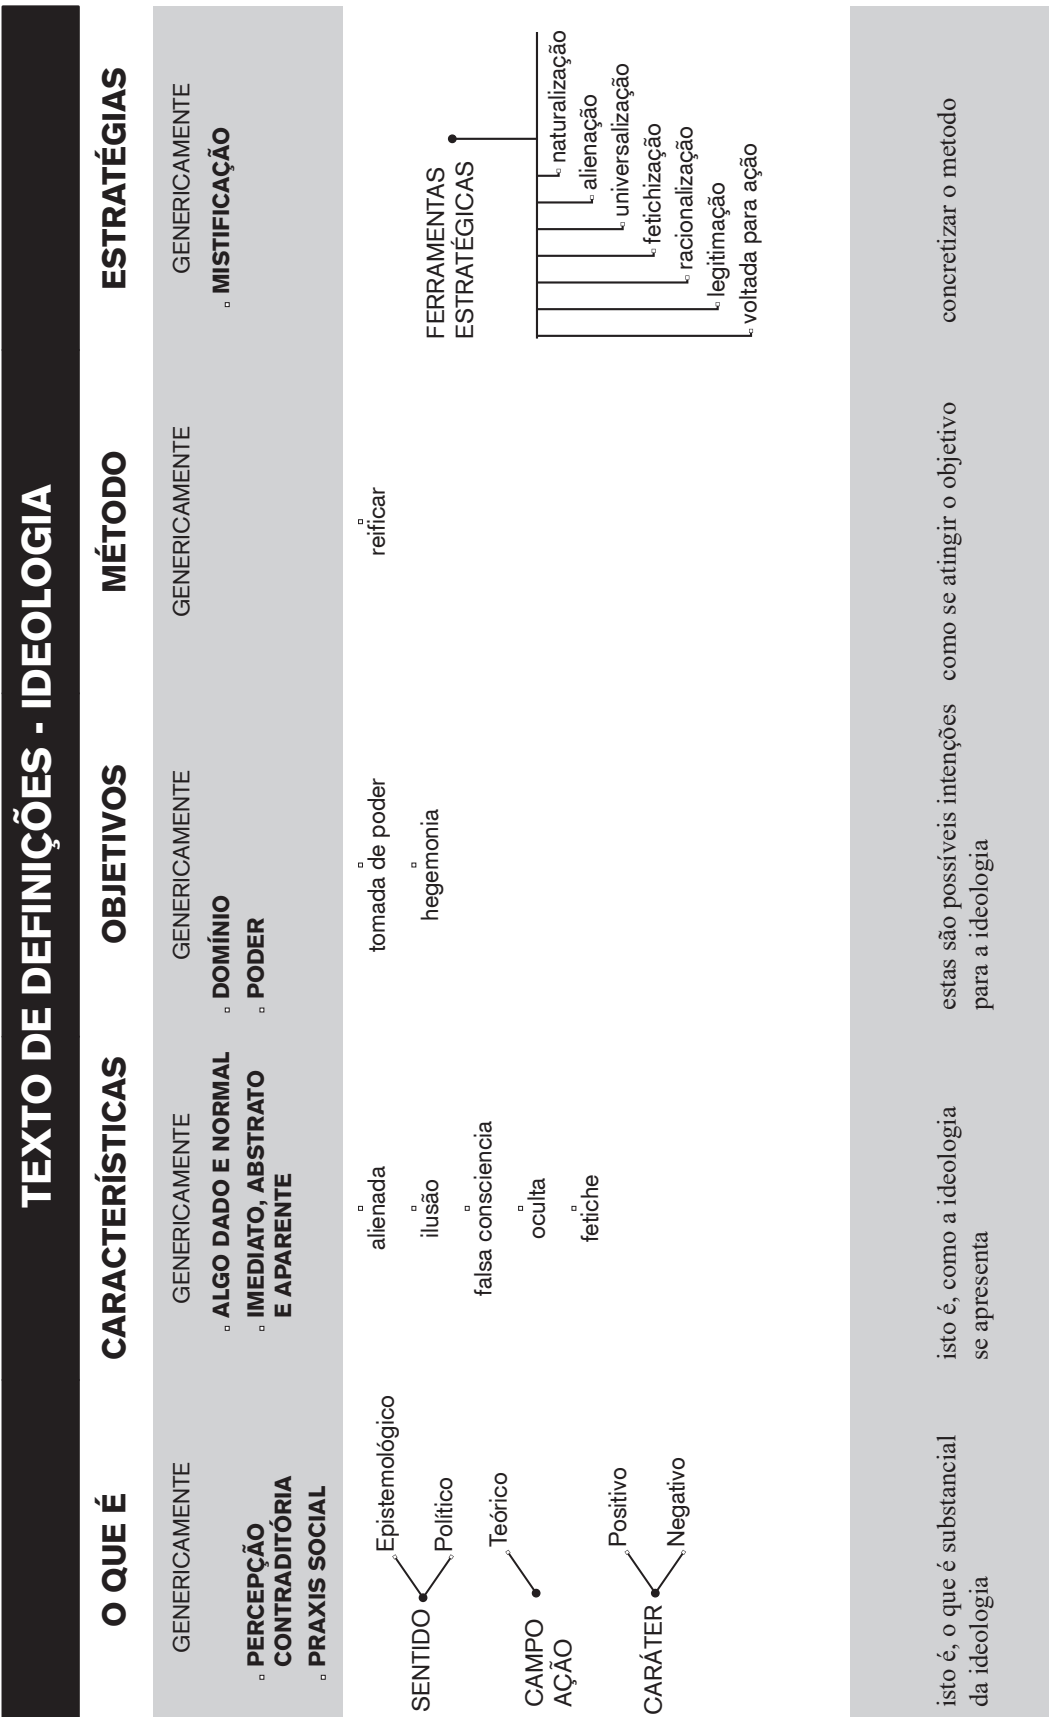 TEXTO DE DEFINIÇÕES - IDEOLOGIA
O QUE É
GENERICAMENTE
PERCEPÇÃO
CONTRADITÓRIA
PRAXIS SOCIAL
SENTIDO
Epistemológico
Político
CAMPO
AÇÃO
Teórico
CARÁTER
Positivo
Negativo
isto é, o que é substancial
da ideologia
CARACTERÍSTICAS
GENERICAMENTE
ALGO DADO E NORMAL
IMEDIATO, ABSTRATO
E APARENTE
alienada
ilusão
falsa consciencia
oculta
fetiche
isto é, como a ideologia
se apresenta
OBJETIVOS
GENERICAMENTE
DOMÍNIO
PODER
tomada de poder
hegemonia
estas são possíveis intenções
para a ideologia
MÉTODO
GENERICAMENTE
reificar
como se atingir o objetivo
ESTRATÉGIAS
GENERICAMENTE
MISTIFICAÇÃO
FERRAMENTAS
ESTRATÉGICAS
naturalização
alienação
universalização
fetichização
racionalização
legitimação
voltada para ação
concretizar o metodo